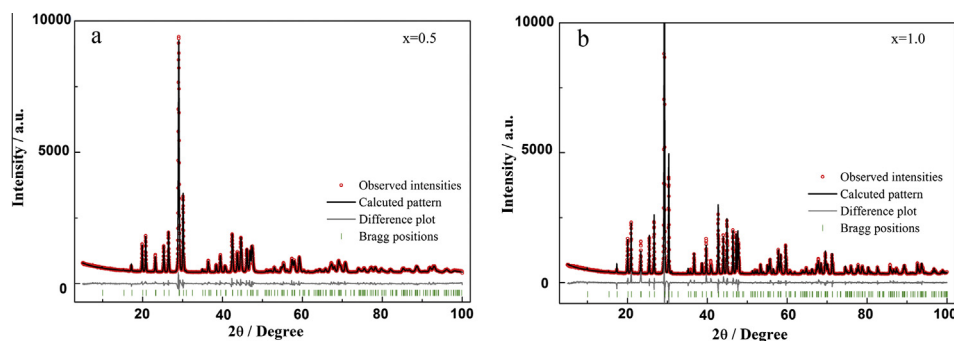 a
x=0.5
10000
5000
0
Intensity / a.u.
Observed intensities
Calcuted pattern
Difference plot
Bragg positions
20 40 60 80 100
2θ / Degree
b
x=1.0
10000
5000
0
Intensity / a.u.
Observed intensities
Calcuted pattern
Difference plot
Bragg positions
20 40 60 80 100
2θ / Degree